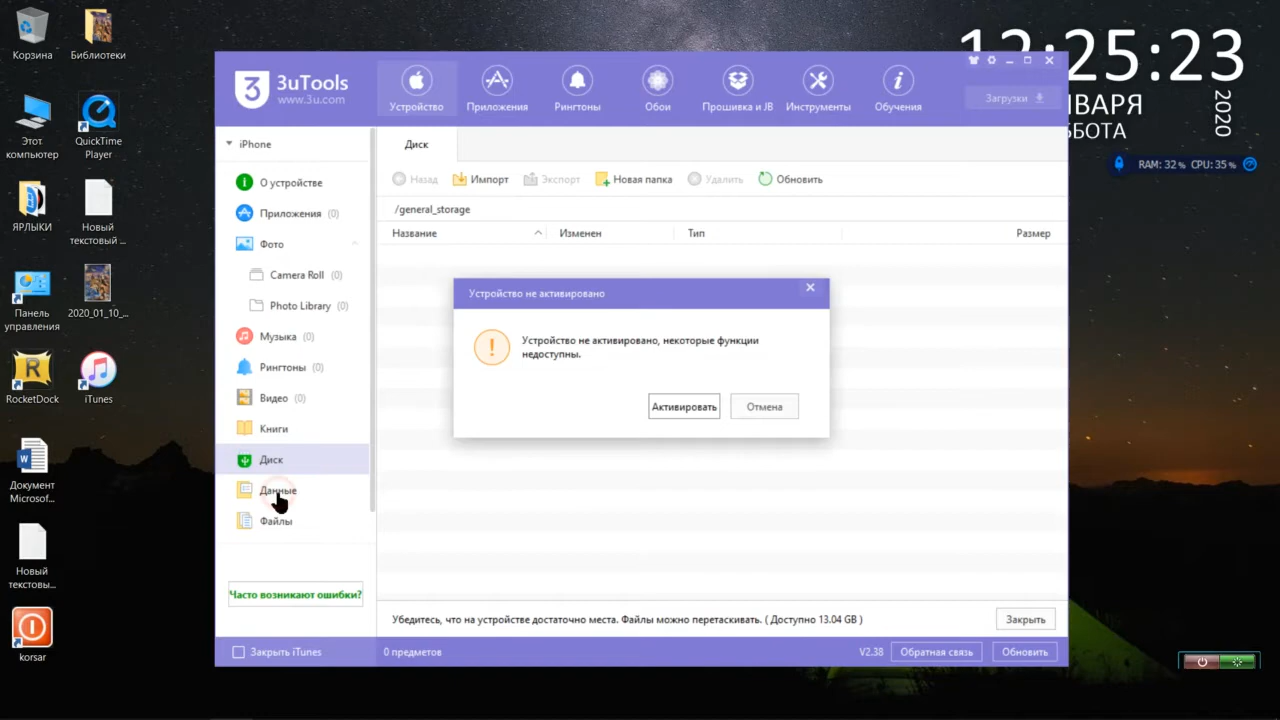 Корзина
Библиотеки
Этот
компьютер
QuickTime
Player
ЯРЛЫКИ
Новый
текстовый ...
Панель
управления
2020_01_10_...
RocketDock
iTunes
Документ
Microsof...
Новый
текстовы...
korsar
12:25:23
НВАРЯ
ББОТА
2020
RAM: 32 % CPU: 35 %
3uTools
www.3u.com
Устройство
Приложения
Рингтоны
Обои
Прошивка и JB
Инструменты
Обучения
Загрузки
iPhone
О устройстве
Приложения (0)
Фото
Camera Roll (0)
Photo Library (0)
Музыка (0)
Рингтоны (0)
Видео (0)
Книги
Диск
Данные
Файлы
Часто возникают ошибки?
Закрыть iTunes
Диск
Назад
Импорт
Экспорт
Новая папка
Удалить
Обновить
/general_storage
Название
Изменен
Тип
Размер
Устройство не активировано
Устройство не активировано, некоторые функции
недоступны.
Активировать
Отмена
Убедитесь, что на устройстве достаточно места. Файлы можно перетаскивать. ( Доступно 13.04 GB )
Закрыть
0 предметов
V2.38
Обратная связь
Обновить